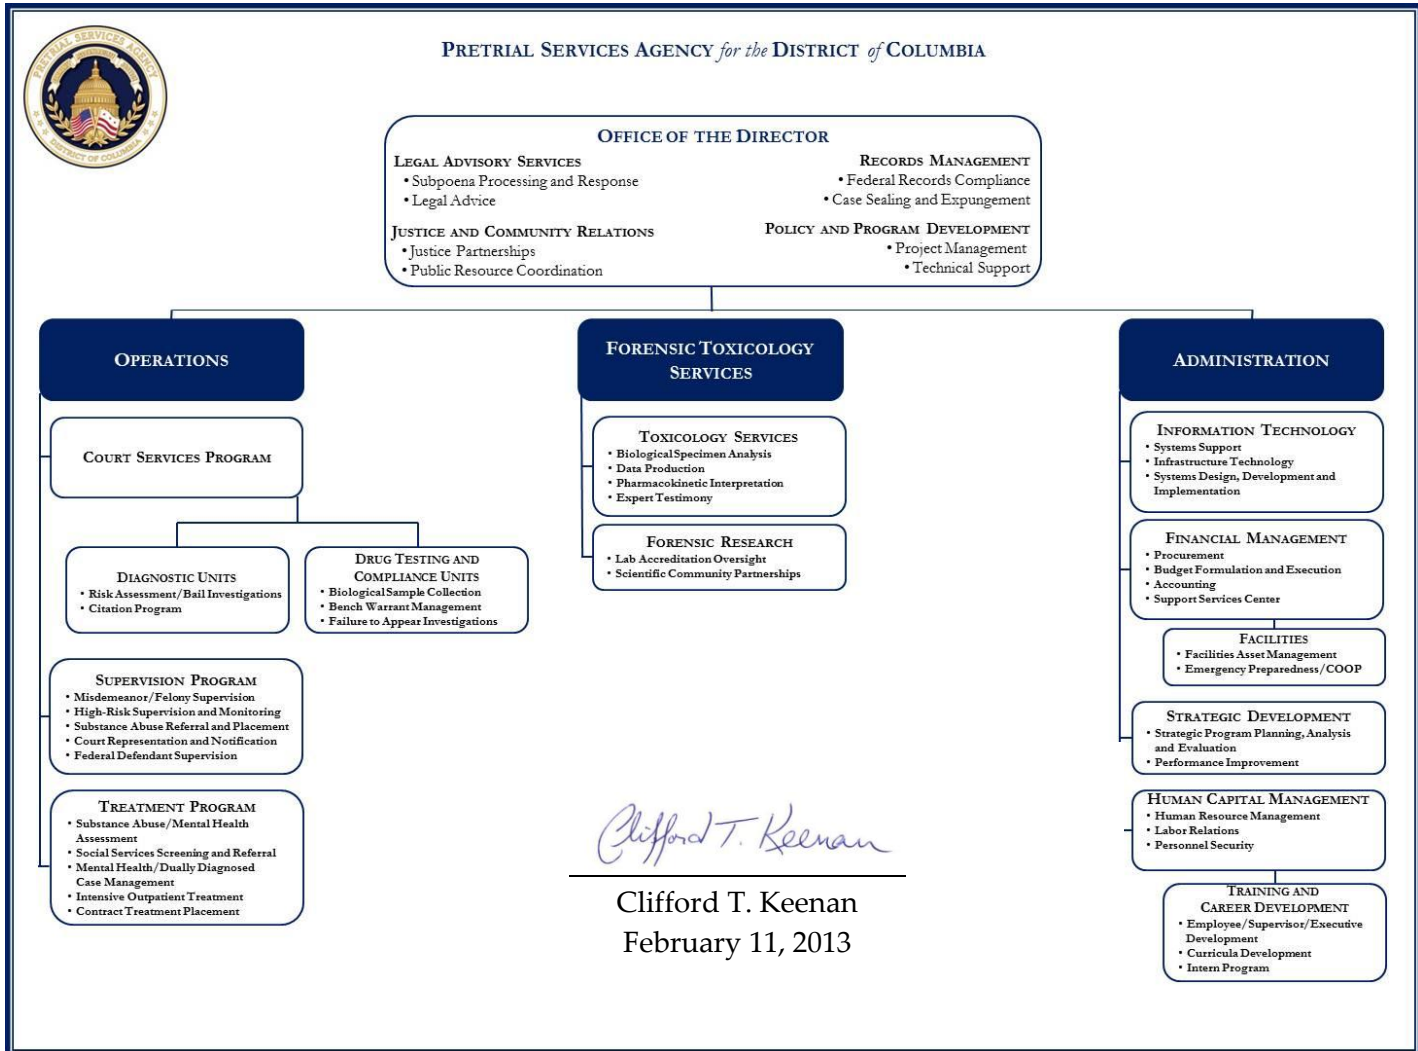 PRETRIAL SERVICES AGENCY
DISTRICT OF COLUMBIA
PRETRIAL SERVICES AGENCY for the DISTRICT of COLUMBIA
OFFICE OF THE DIRECTOR
LEGAL ADVISORY SERVICES
• Subpoena Processing and Response
• Legal Advice
JUSTICE AND COMMUNITY RELATIONS
• Justice Partnerships
• Public Resource Coordination
RECORDS MANAGEMENT
• Federal Records Compliance
• Case Sealing and Expungement
POLICY AND PROGRAM DEVELOPMENT
• Project Management
• Technical Support
OPERATIONS
COURT SERVICES PROGRAM
DIAGNOSTIC UNITS
• Risk Assessment/Bail Investigations
• Citation Program
DRUG TESTING AND
COMPLIANCE UNITS
• Biological Sample Collection
• Bench Warrant Management
• Failure to Appear Investigations
SUPERVISION PROGRAM
• Misdemeanor/Felony Supervision
• High-Risk Supervision and Monitoring
• Substance Abuse Referral and Placement
• Court Representation and Notification
• Federal Defendant Supervision
TREATMENT PROGRAM
• Substance Abuse/Mental Health
Assessment
• Social Services Screening and Referral
• Mental Health/Dually Diagnosed
Case Management
• Intensive Outpatient Treatment
• Contract Treatment Placement
FORENSIC TOXICOLOGY
SERVICES
TOXICOLOGY SERVICES
• Biological Specimen Analysis
• Data Production
• Pharmacokinetic Interpretation
• Expert Testimony
FORENSIC RESEARCH
• Lab Accreditation Oversight
• Scientific Community Partnerships
ADMINISTRATION
INFORMATION TECHNOLOGY
• Systems Support
• Infrastructure Technology
• Systems Design, Development and
Implementation
FINANCIAL MANAGEMENT
• Procurement
• Budget Formulation and Execution
• Accounting
• Support Services Center
FACILITIES
• Facilities Asset Management
• Emergency Preparedness/COOP
STRATEGIC DEVELOPMENT
• Strategic Program Planning, Analysis
and Evaluation
• Performance Improvement
HUMAN CAPITAL MANAGEMENT
• Human Resource Management
• Labor Relations
• Personnel Security
TRAINING AND
CAREER DEVELOPMENT
• Employee/Supervisor/Executive
Development
• Curricula Development
• Intern Program
Clifford T. Keenan
Clifford T. Keenan
February 11, 2013